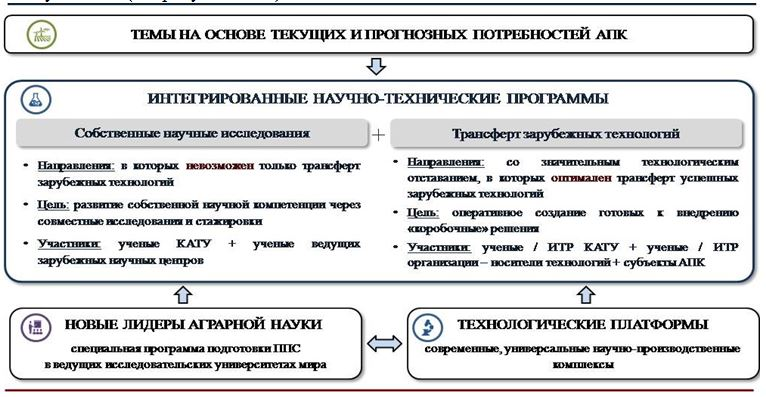 ТЕМЫ НА ОСНОВЕ ТЕКУЩИХ И ПРОГНОЗНЫХ ПОТРЕБНОСТЕЙ АПК
ИНТЕГРИРОВАННЫЕ НАУЧНО-ТЕХНИЧЕСКИЕ ПРОГРАММЫ
Собственные научные исследования
• Направления: в которых невозможен только трансферт
зарубежных технологий
• Цель: развитие собственной научной компетенции через
совместные исследования и стажировки
• Участники: ученые КАТУ + ученые ведущих
зарубежных научных центров
+
Трансферт зарубежных технологий
• Направления: со значительным технологическим
отставанием, в которых оптимален трансферт успешных
зарубежных технологий
• Цель: оперативное создание готовых к внедрению
«коробочные» решения
• Участники: ученые / ИТР КАТУ + ученые / ИТР
организации – носители технологий + субъекты АПК
НОВЫЕ ЛИДЕРЫ АГРАРНОЙ НАУКИ
специальная программа подготовки ППС
в ведущих исследовательских университетах мира
ТЕХНОЛОГИЧЕСКИЕ ПЛАТФОРМЫ
современные, универсальные научно-производственные
комплексы